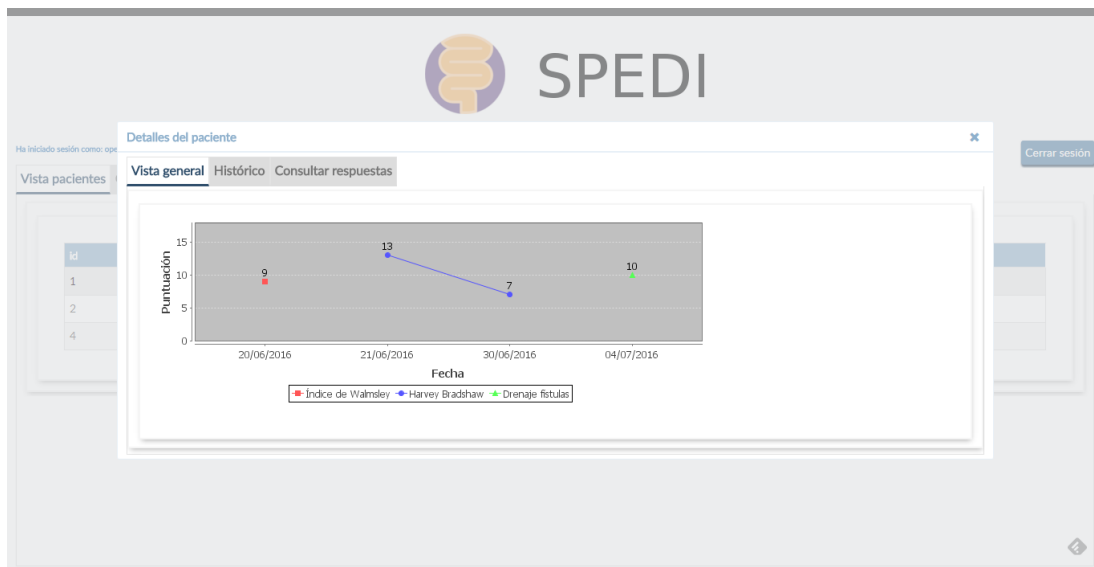 SPEDI
Ha iniciado sesión como: ope
Cerrar sesión
Vista pacientes
Detalles del paciente
Vista general Histórico Consultar respuestas
id
1
2
4
Puntuación
15
10
5
0
9
13
7
10
20/06/2016 21/06/2016 30/06/2016 04/07/2016
Fecha
Índice de Walmsley Harvey Bradshaw Drenaje fístulas